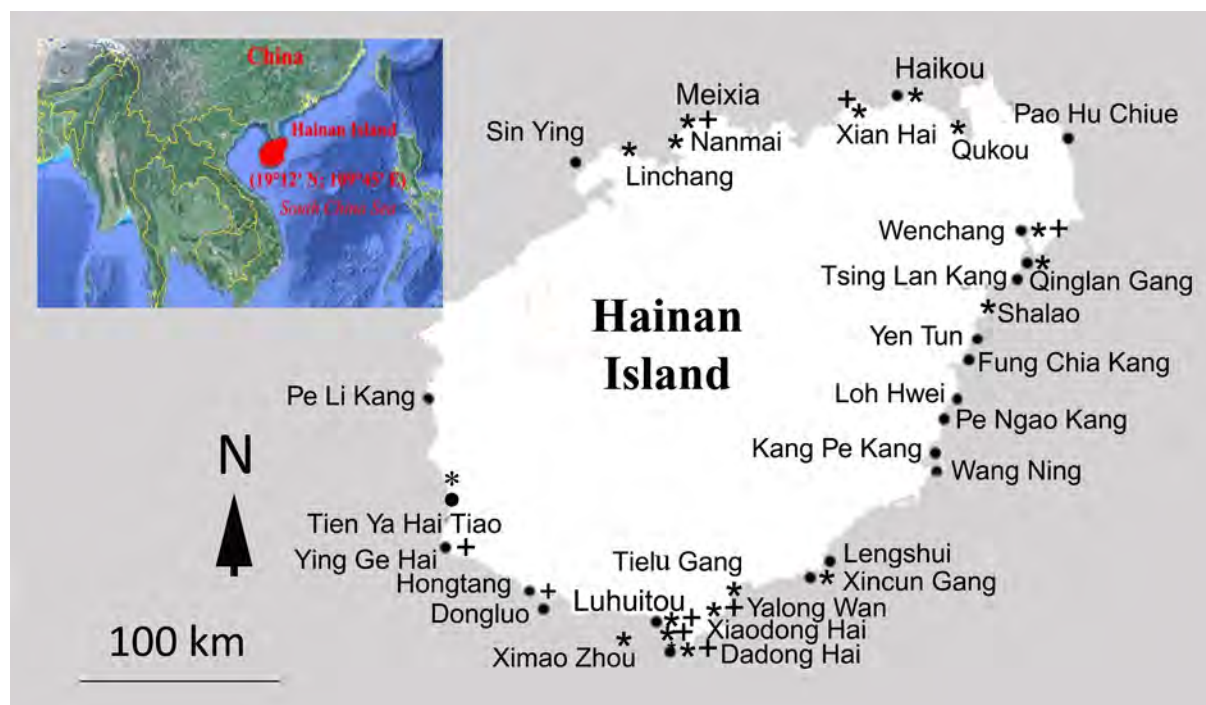 China
Hainan Island
(19°12' N; 109°45' E)
South China Sea
Haikou
Meixia
Pao Hu Chiue
Sin Ying
Nanmai
Xian Hai
Qukou
Linchang
Wenchang
Tsing Lan Kang
Qinglan Gang
Hainan
Island
Shalao
Yen Tun
Fung Chia Kang
Pe Li Kang
Loh Hwei
Pe Ngao Kang
N
Kang Pe Kang
Wang Ning
Tien Ya Hai Tiao
Ying Ge Hai
Tielu Gang
Lengshui
Hongtang
Xincun Gang
Dongluo
Luhuitou
Yalong Wan
100 km
Xiaodong Hai
Ximao Zhou
Dadong Hai